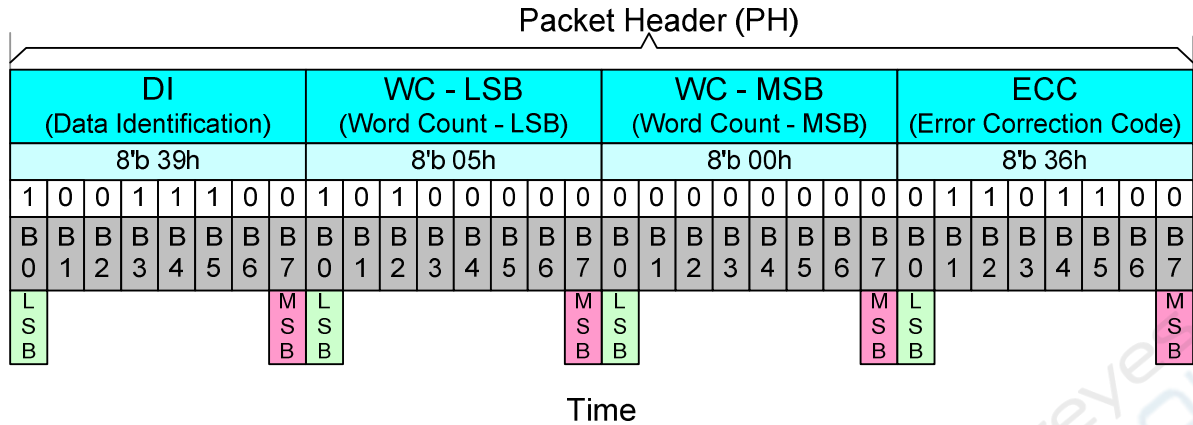 Packet Header (PH)
DI WC - LSB WC - MSB ECC
(Data Identification) (Word Count - LSB) (Word Count - MSB) (Error Correction Code)
8'b 39h 8'b 05h 8'b 00h 8'b 36h
1 0 0 1 1 1 0 0 1 0 1 0 0 0 0 0 0 0 0 0 0 0 0 0 0 1 1 0 1 1 0 0
B0 B1 B2 B3 B4 B5 B6 B7 B0 B1 B2 B3 B4 B5 B6 B7 B0 B1 B2 B3 B4 B5 B6 B7 B0 B1 B2 B3 B4 B5 B6 B7
LSB MSB LSB MSB LSB MSB LSB MSB
Time